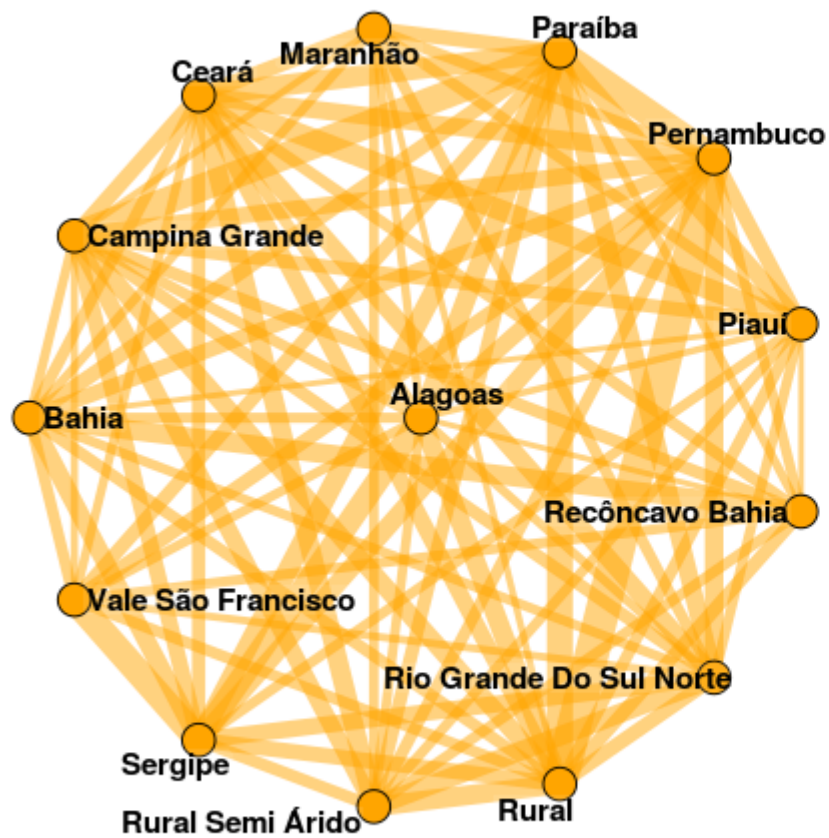 Paraíba
Maranhão
Ceará
Pernambuco
Campina Grande
Piauí
Alagoas
Bahia
Recôncavo Bahia
Vale São Francisco
Rio Grande Do Sul Norte
Sergipe
Rural
Rural Semi Árido